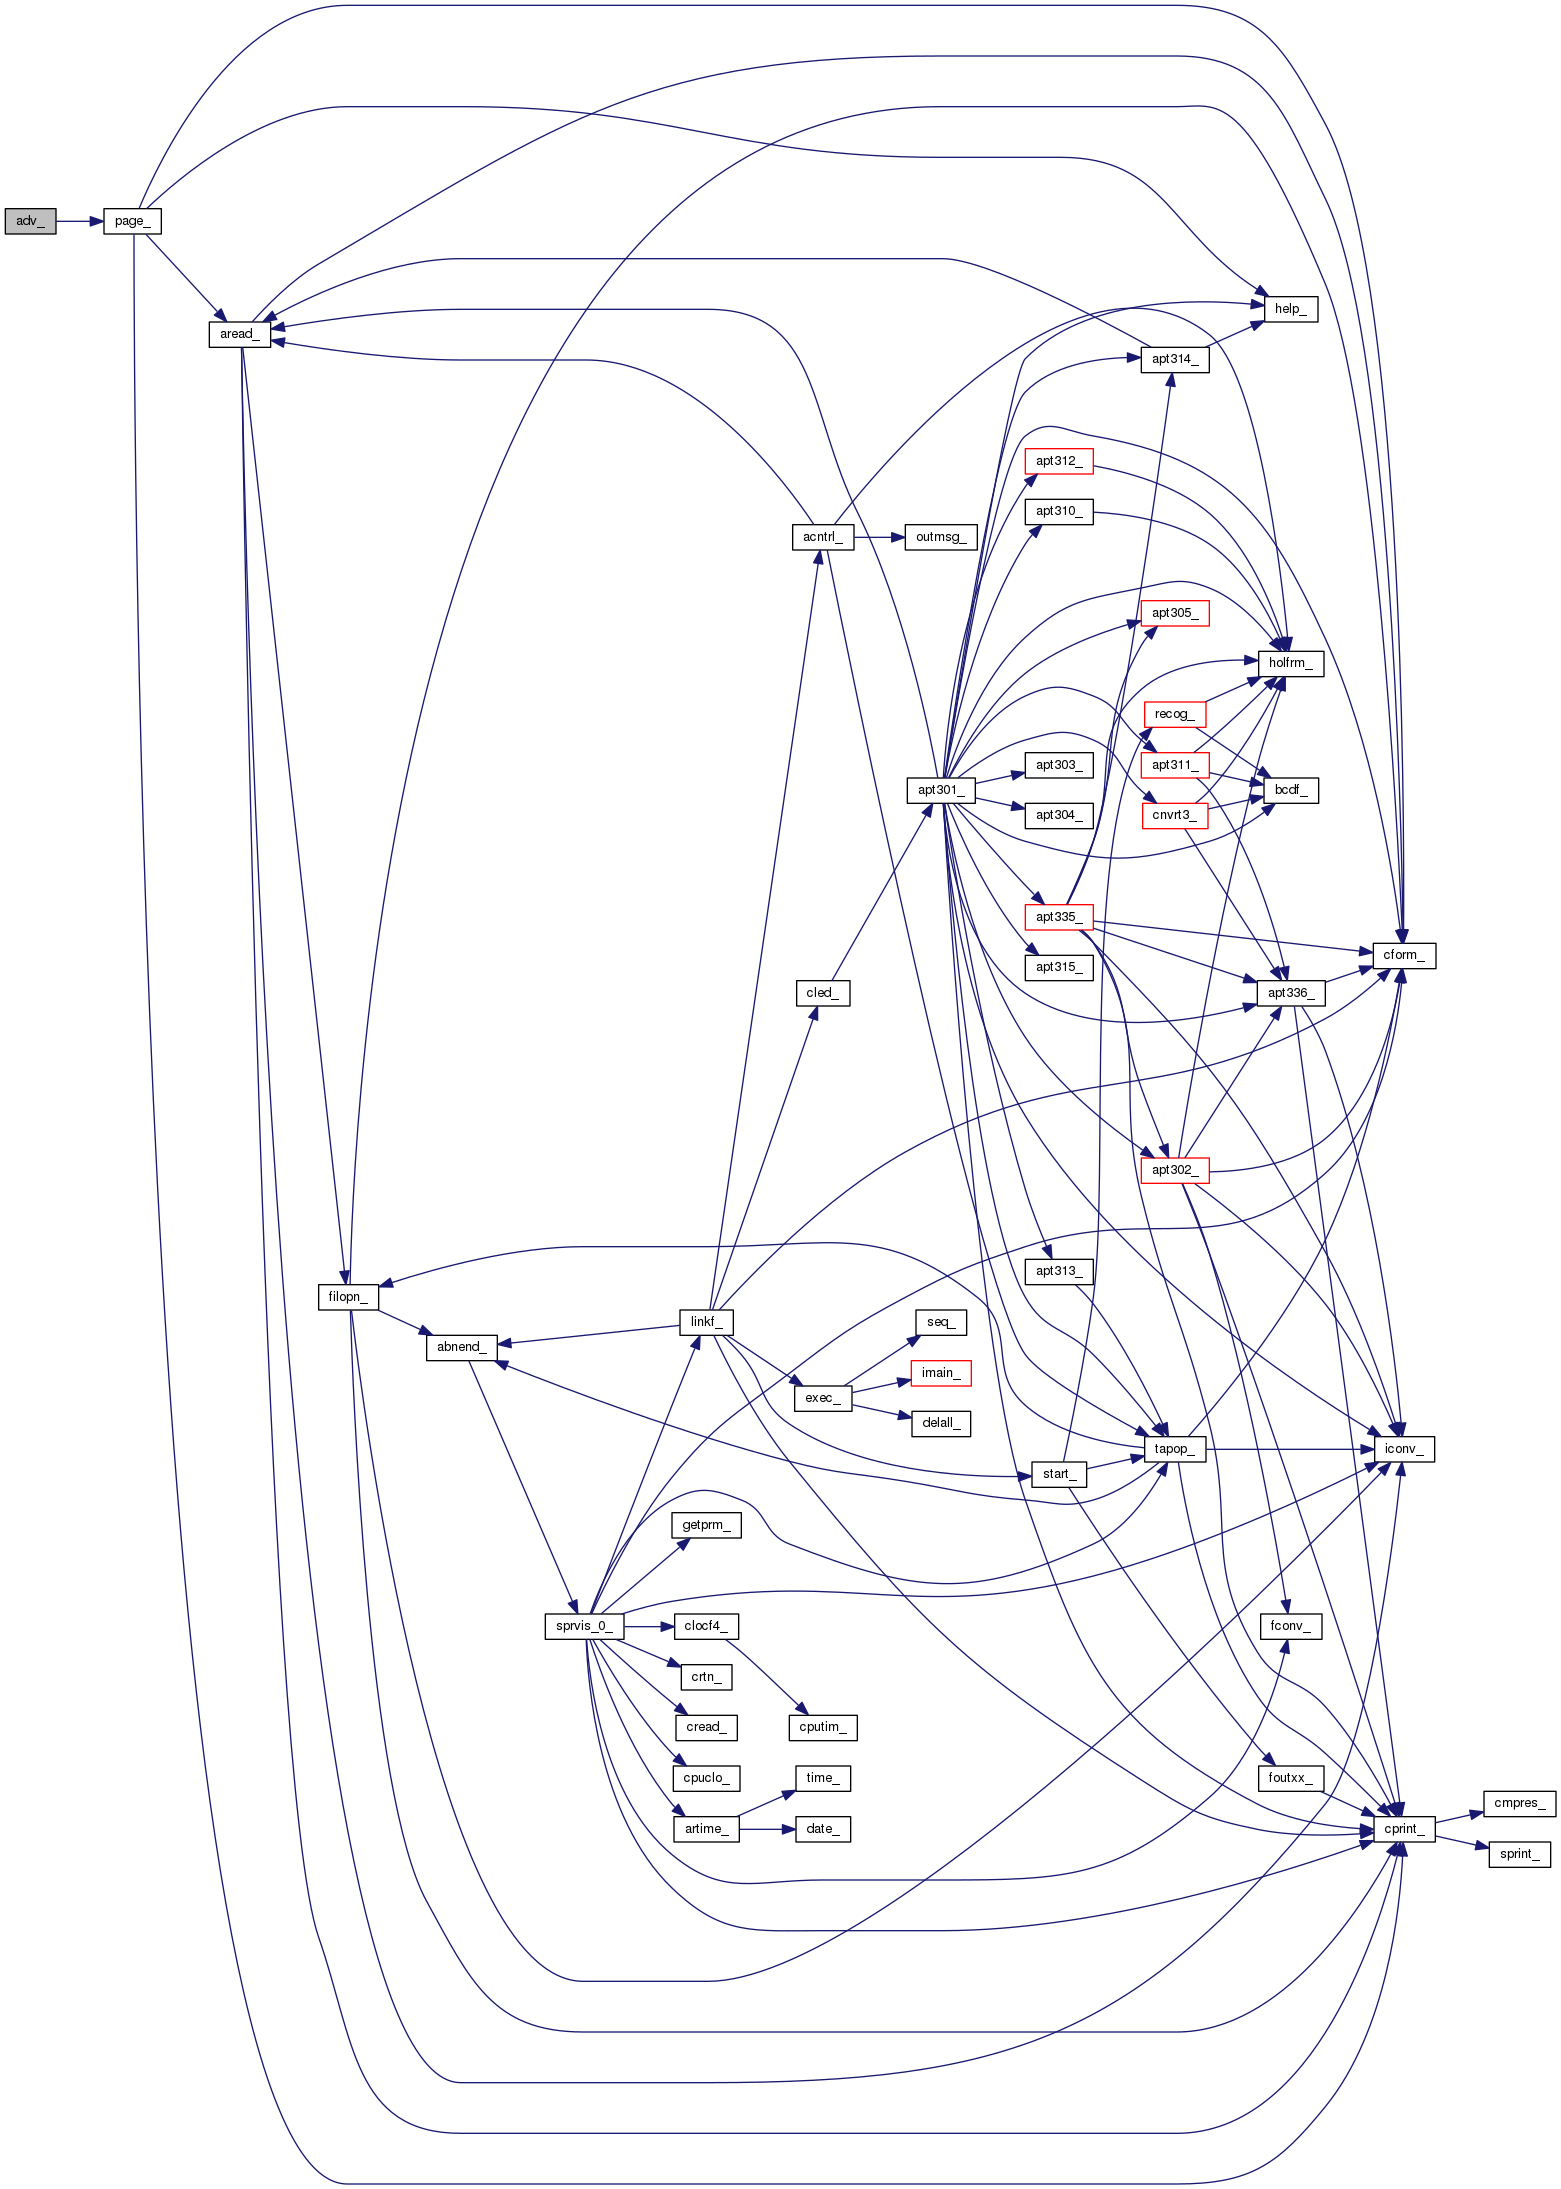 adv_
page_
help_
aread_
apt314_
apt312_
apt310_
acntrl_
outmsg_
apt305_
holfrm_
recog_
apt303_
apt311_
apt301_
bcdf_
apt304_
cnvrt3_
apt335_
cform_
apt315_
cled_
apt336_
apt302_
apt313_
filopn_
linkf_
seq_
abnend_
imain_
exec_
delall_
tapop_
iconv_
start_
getprm_
sprvis_0_
clocf4_
fconv_
crtn_
cread_
cputim_
cpuclo_
time_
foutxx_
cmpres_
artime_
date_
cprint_
sprint_